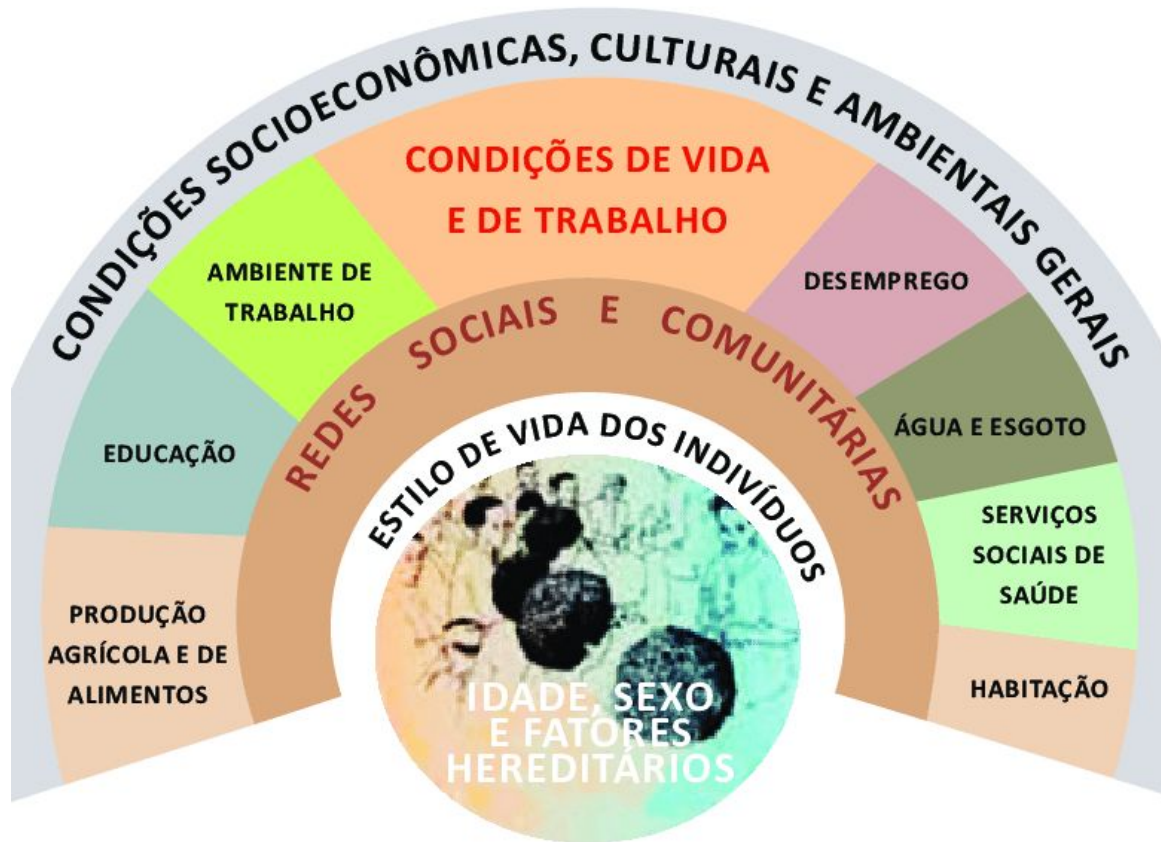 CONDIÇÕES SOCIOECONÔMICAS, CULTURAIS E AMBIENTAIS GERAIS
CONDIÇÕES DE VIDA
E DE TRABALHO
AMBIENTE DE
TRABALHO
DESEMPREGO
EDUCAÇÃO
ÁGUA E ESGOTO
PRODUÇÃO
AGRÍCOLA E DE
ALIMENTOS
SERVIÇOS
SOCIAIS DE
SAÚDE
HABITAÇÃO
REDES SOCIAIS E COMUNITÁRIAS
ESTILO DE VIDA DOS INDIVÍDUOS
IDADE, SEXO
E FATORES
HEREDITÁRIOS